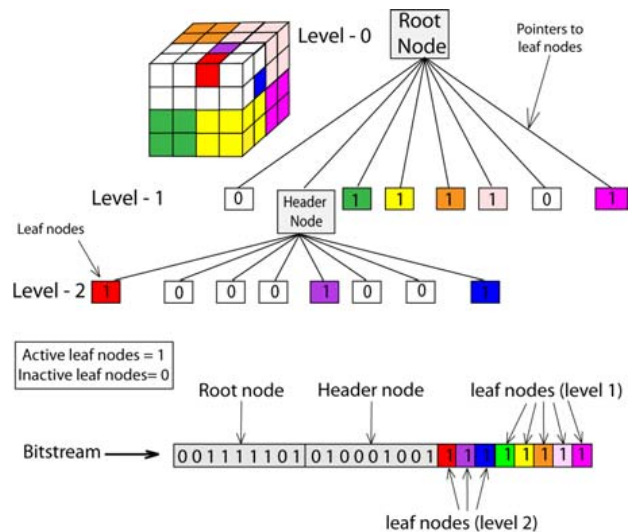 Level - 0
Root
Node
Pointers to
leaf nodes
Level - 1
0
Header
Node
1 1 1 1 0 1
Leaf nodes
Level - 2
1 0 0 0 1 0 0 1
Active leaf nodes = 1
Inactive leaf nodes= 0
Root node
Header node
leaf nodes (level 1)
Bitstream
0 0 1 1 1 1 1 0 1 0 1 0 0 0 1 0 0 1 1 1 1 1 1 1 1 1
leaf nodes (level 2)